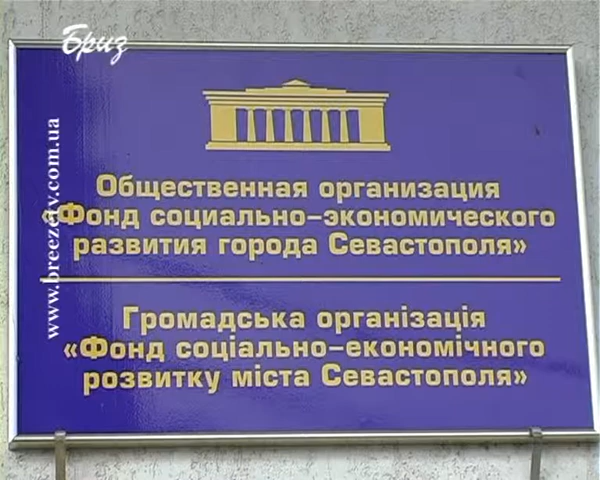 Бриз
www.breeze-tv.com.ua
Общественная организация
«Фонд социально-экономического
развития города Севастополя»
Громадська організація
«Фонд соціально-економічного
розвитку міста Севастополя»